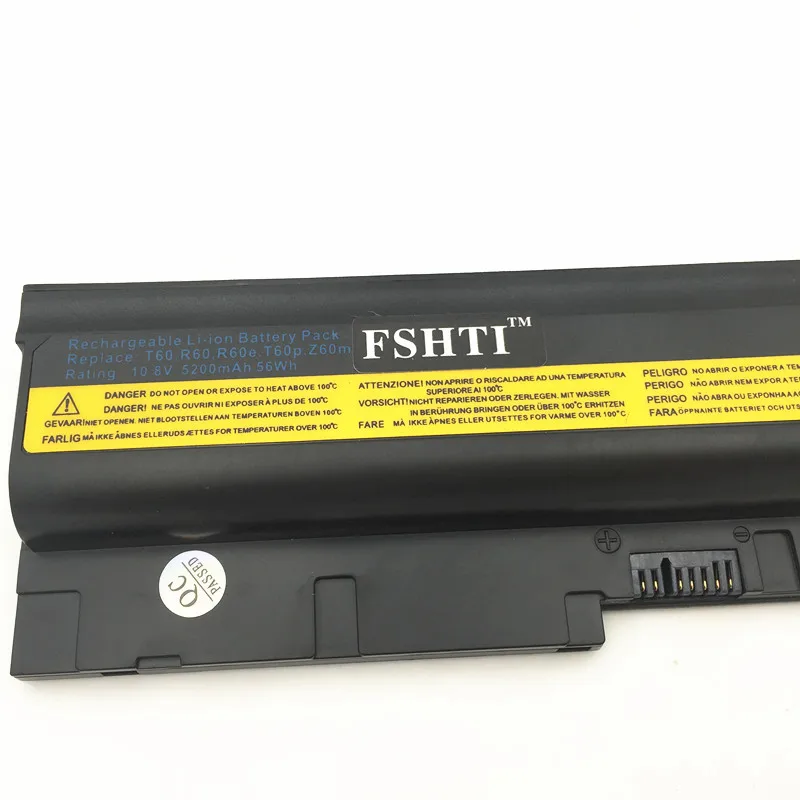 Rechargeable Li-ion Battery Pack
Replace: T60.R60.R60e.T60p.Z60m
Rating 10.8V 5200mAh 56Wh
FSHTI™
DANGER DO NOT OPEN OR EXPOSE TO HEAT ABOVE 100°C
DANGER! NE PAS OUVRIR NI EXPOSER À PLUS DE 100°C
GEVAAR! NIET OPENEN. NIET BLOOTSTELLEN AAN TEMPERATUREN BOVEN 100°C
FARLIG MÅ IKKE ÅBNES ELLERUDSÆTTES FOR TEMPERATURER OVER 100°C
ATTENZIONE! NON APRIRE O RISCALDARE AD UNA TEMPERATURA
SUPERIORE AI 100°C
VORSICHT! NICHT REPARIEREN ODER ZERLEGEN. MIT WASSER
IN BERÜHRUNG BRINGEN ODER ÜBER 100°C ERHITZEN
FARE MÅ IKKE ÅPNES ELLER UTSETTES FOR VARME OVER 100°C
PELIGRO NO ABRIR O EXPONER A TEMPER
PERIGO NO ABRIR, NEM EXPOR A TEMPE
PERIGO NÃO ABRA OU EXPONHA A AC
FARA ÖPPNAINTE BATTERIET OCH UTS
QC
PASSED
+
-